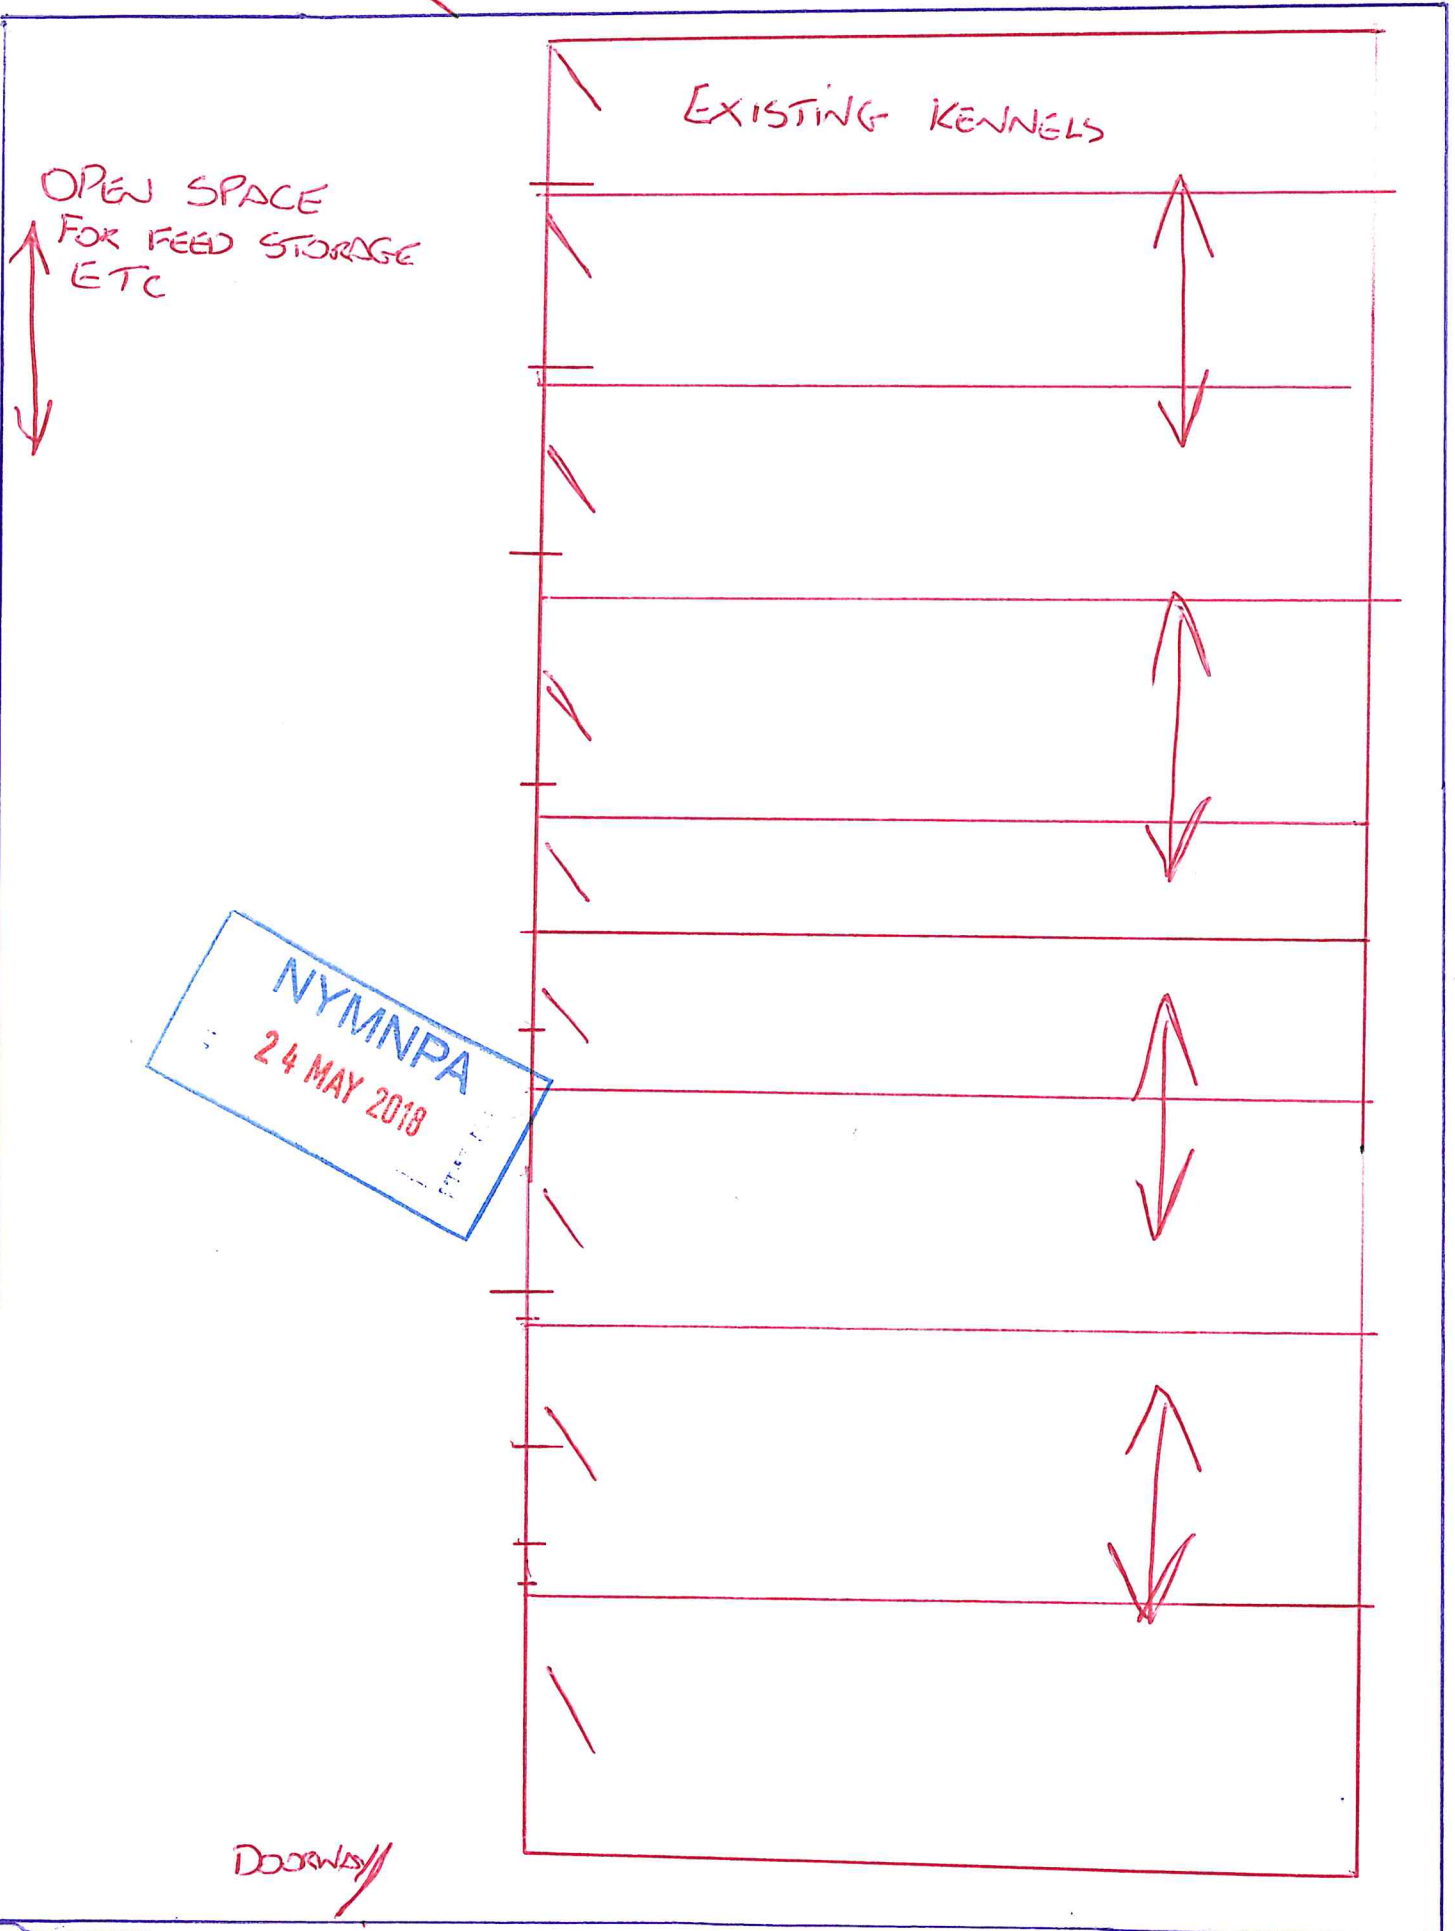 EXISTING KENNELS
OPEN SPACE
FOR FEED STORAGE
ETC
NYMNPA
24 MAY 2018
DOORWAY